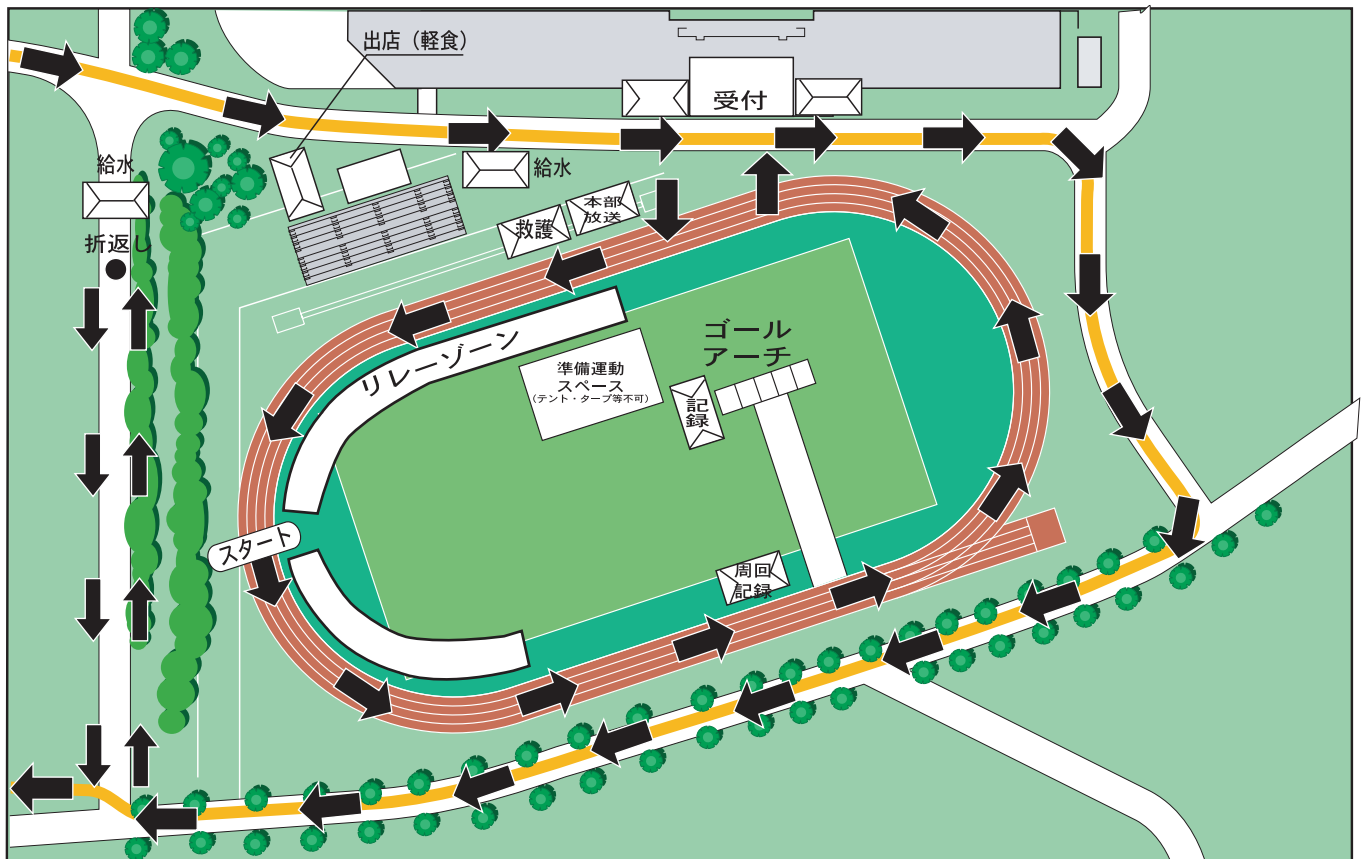 出店（軽食）
受付
給水
給水
折返し
本部
放送
救護
ゴール
アーチ
リレーゾーン
準備運動
スペース
（テント・タープ等不可）
記録
スタート
周回
記録